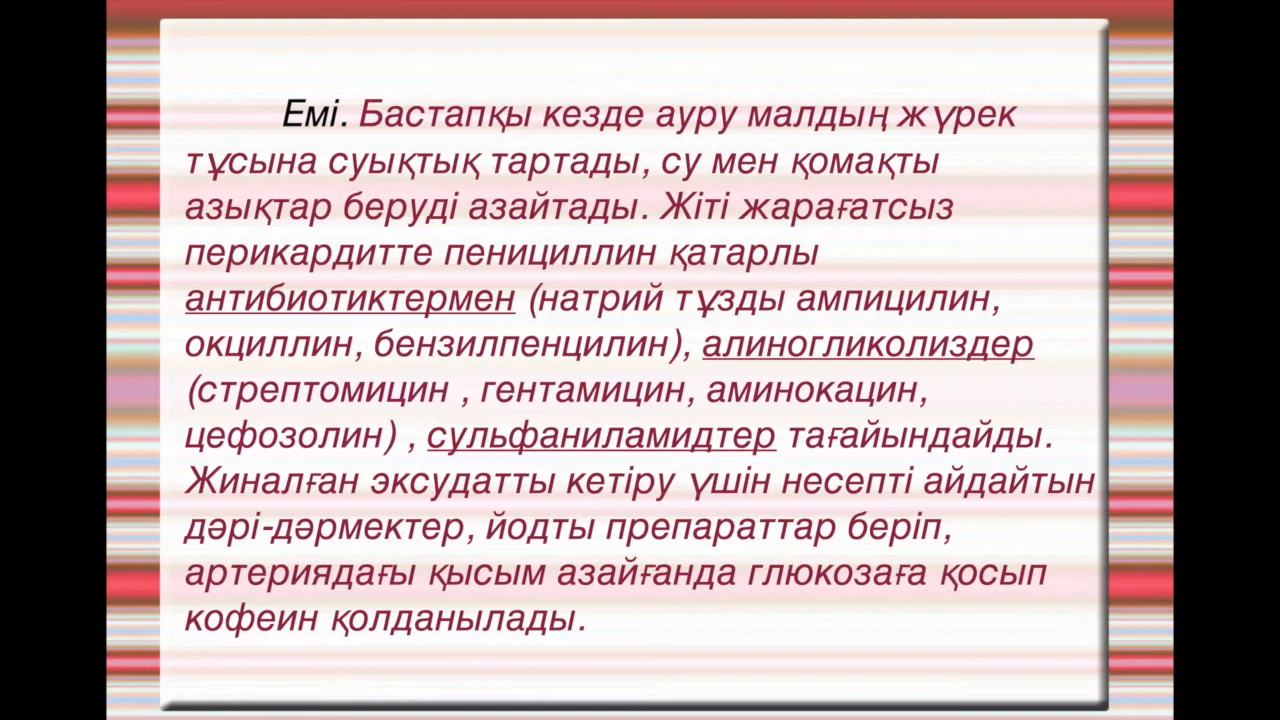 Емі. Бастапқы кезде ауру малдың жүрек
тұсына суықтық тартады, су мен қомақты
азықтар беруді азайтады. Жіті жарағатсыз
перикардитте пенициллин қатарлы
антибиотиктермен (натрий тұзды ампицилин,
окциллин, бензилпенцилин), алиногликолиздер
(стрептомицин , гентамицин, аминокацин,
цефозолин) , сульфаниламидтер тағайындайды.
Жиналған эксудатты кетіру үшін несепті айдайтын
дәрі-дәрмектер, йодты препараттар беріп,
артериядағы қысым азайғанда глюкозаға қосып
кофеин қолданылады.